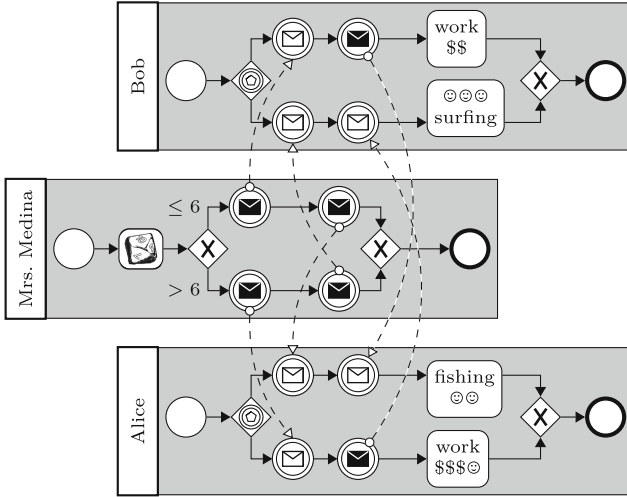 Bob
work
$$
☺☺☺
surfing
Mrs. Medina
≤ 6
X
X
X
> 6
Alice
fishing
☺☺
X
work
$$$☺